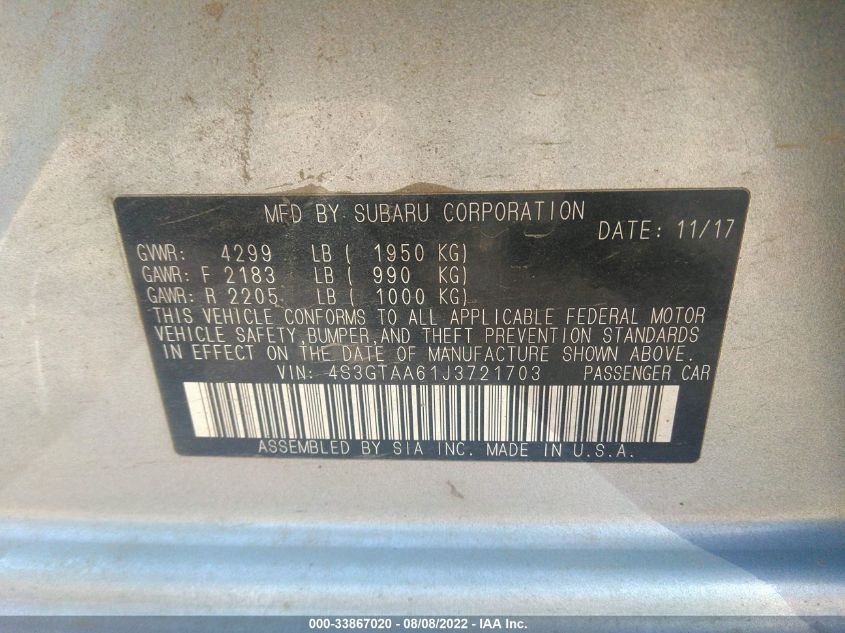 MFD BY SUBARU CORPORATION
DATE: 11/17
GVWR: 4299 LB ( 1950 KG)
GAWR: F 2183 LB ( 990 KG)
GAWR: R 2205 LB ( 1000 KG)
THIS VEHICLE CONFORMS TO ALL APPLICABLE FEDERAL MOTOR
VEHICLE SAFETY, BUMPER, AND THEFT PREVENTION STANDARDS
IN EFFECT ON THE DATE OF MANUFACTURE SHOWN ABOVE.
VIN: 4S3GTAA61J3721703 PASSENGER CAR
ASSEMBLED BY SIA INC. MADE IN U.S.A.
000-33867020 - 08/08/2022 - IAA Inc.